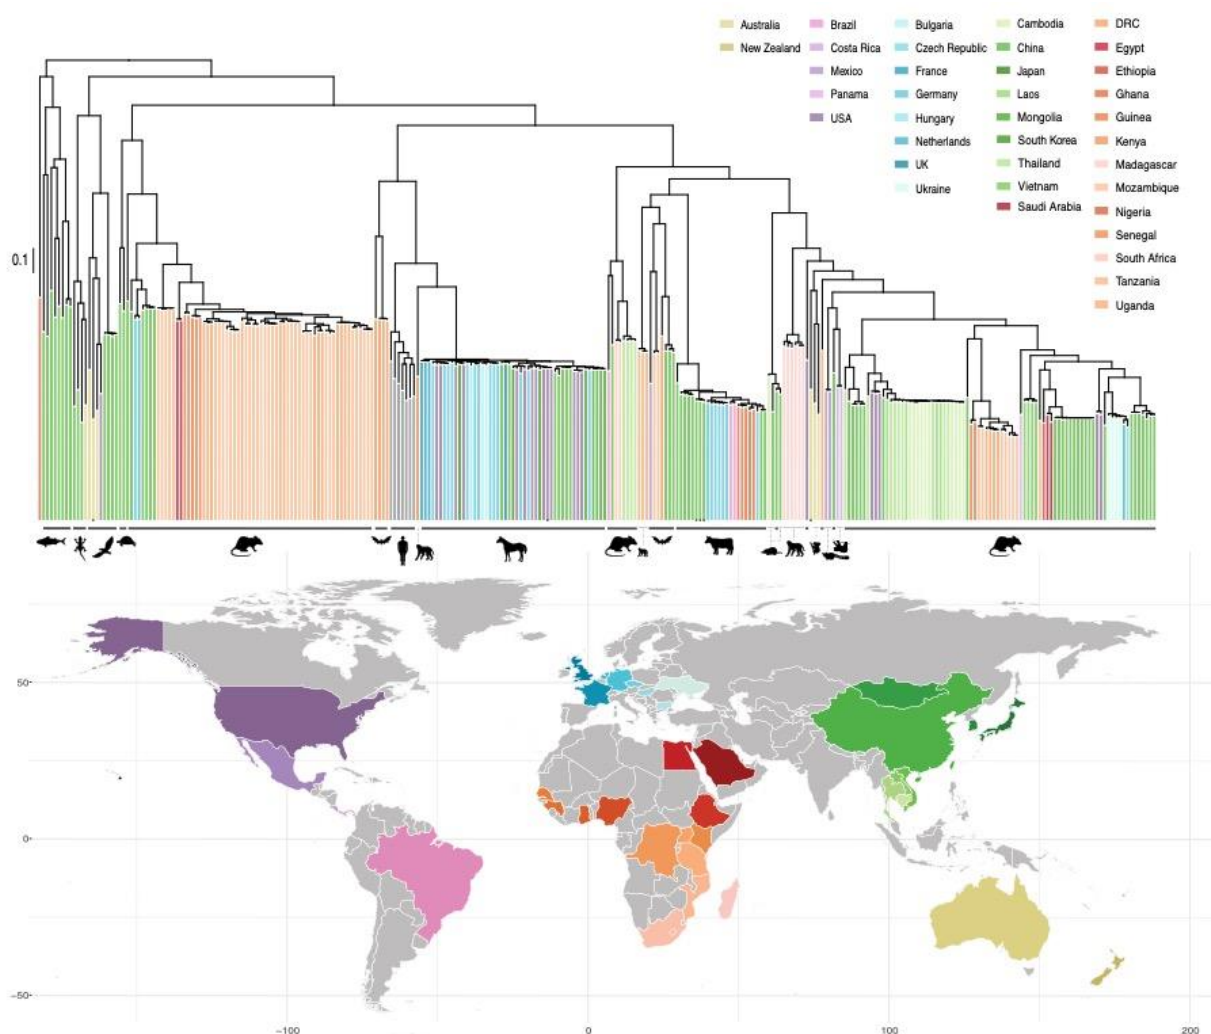 Australia
New Zealand
Brazil
Costa Rica
Mexico
Panama
USA
Bulgaria
Czech Republic
France
Germany
Hungary
Netherlands
UK
Ukraine
Cambodia
China
Japan
Laos
Mongolia
South Korea
Thailand
Vietnam
Saudi Arabia
DRC
Egypt
Ethiopia
Ghana
Guinea
Kenya
Madagascar
Mozambique
Nigeria
Senegal
South Africa
Tanzania
Uganda
0.1
50
0
−50
−100
0
100
200